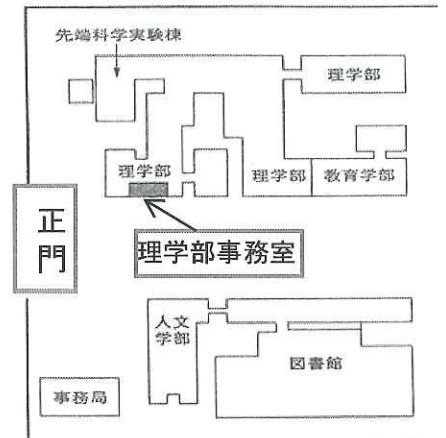 先端科学実験棟
理学部
理学部
理学部
教育学部
正門
理学部事務室
人文
学部
図書館
事務局